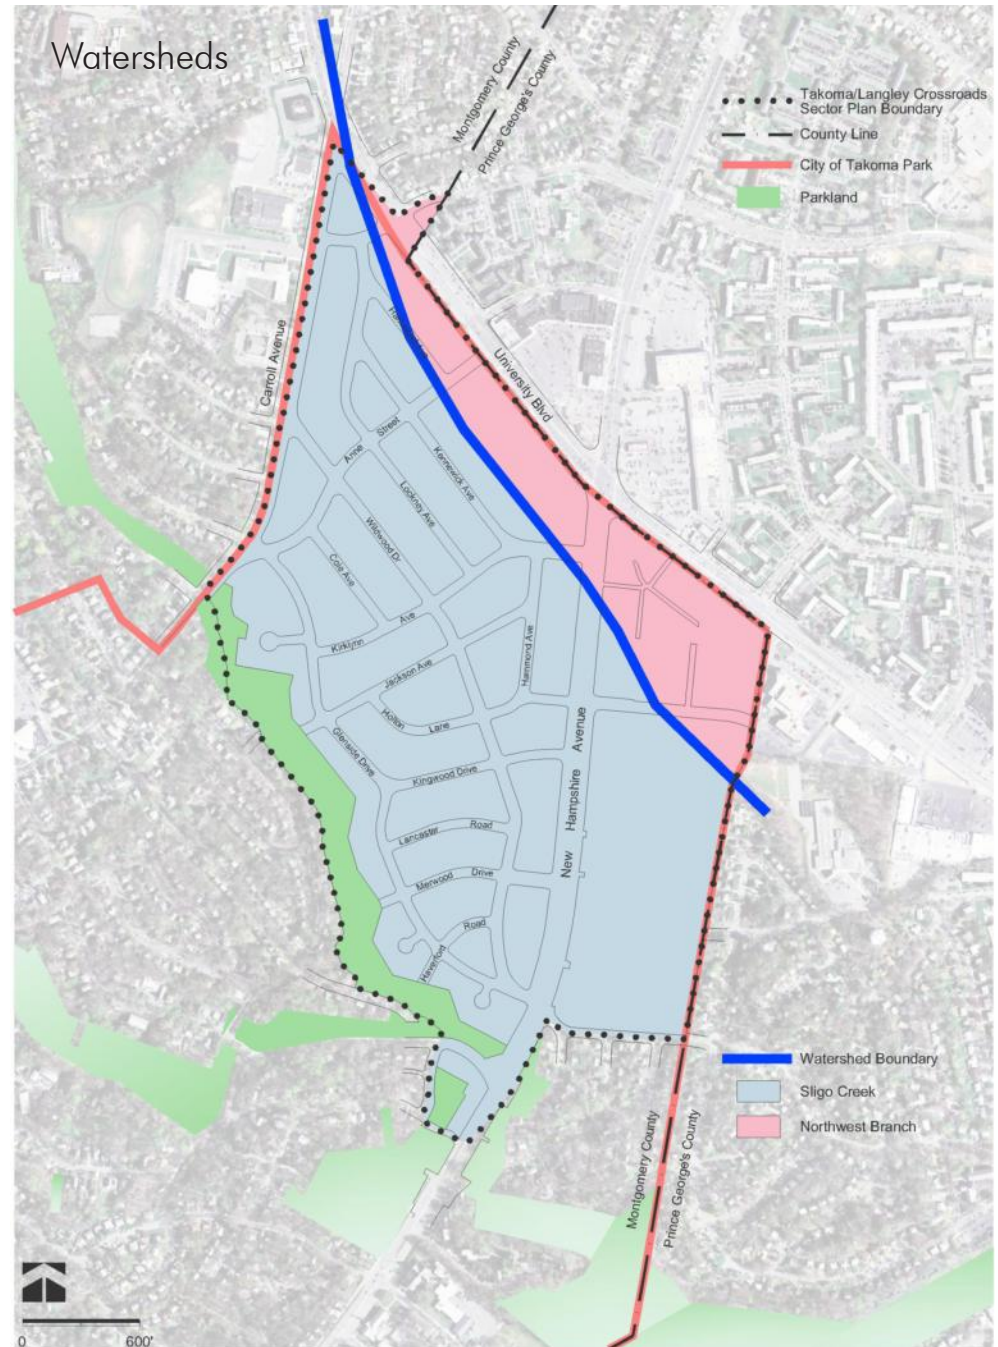 Watersheds
Montgomery County
Prince George's County
Takoma/Langley Crossroads
Sector Plan Boundary
County Line
City of Takoma Park
Parkland
Carroll Avenue
University Blvd
Anne Street
Kennewick Ave
Lockney Ave
Wildwood Dr
Cole Ave
Kirklynn Ave
Hammond Ave
Jackson Ave
Holton Lane
Glenside Drive
New Hampshire Avenue
Kingwood Drive
Lancaster Road
Merwood Drive
Haverford Road
Watershed Boundary
Sligo Creek
Northwest Branch
Montgomery County
Prince George's County
0 600'